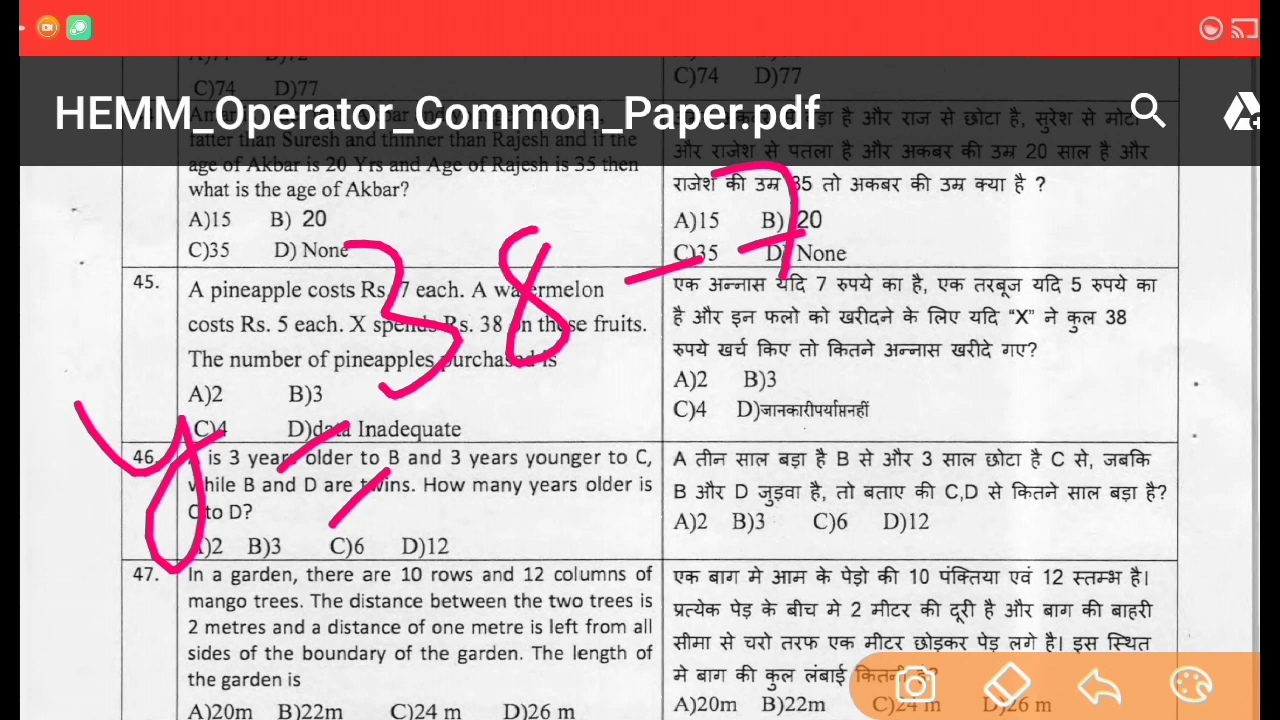 C)74 D)77
C)74 D)77
HEMM_Operator_Common_Paper.pdf
fatter than Suresh and thinner than Rajesh and if the
age of Akbar is 20 Yrs and Age of Rajesh is 35 then
what is the age of Akbar?
A)15 B) 20
C)35 D) None
है और राज से छोटा है, सुरेश से मोटा
और राजेश से पतला है और अकबर की उम्र 20 साल है और
राजेश की उम्र 35 तो अकबर की उम्र क्या है ?
A)15 B) 20
C)35 D) None
45.
A pineapple costs Rs. 7 each. A watermelon
costs Rs. 5 each. X spends Rs. 38 on these fruits.
The number of pineapples purchased is
A)2 B)3
C)4 D)data Inadequate
एक अन्नास यदि 7 रुपये का है, एक तरबूज यदि 5 रुपये का
है और इन फलो को खरीदने के लिए यदि “X” ने कुल 38
रुपये खर्च किए तो कितने अन्नास खरीदे गए?
A)2 B)3
C)4 D)जानकारीपर्याप्तनहीं
y = 38 - 7
46.
is 3 years older to B and 3 years younger to C,
while B and D are twins. How many years older is
C to D?
A)2 B)3 C)6 D)12
A तीन साल बड़ा है B से और 3 साल छोटा है C से, जबकि
B और D जुड़वा है, तो बताए की C,D से कितने साल बड़ा है?
A)2 B)3 C)6 D)12
47.
In a garden, there are 10 rows and 12 columns of
mango trees. The distance between the two trees is
2 metres and a distance of one metre is left from all
sides of the boundary of the garden. The length of
the garden is
A)20m B)22m C)24 m D)26 m
एक बाग मे आम के पेड़ो की 10 पंक्तिया एवं 12 स्तम्भ है।
प्रत्येक पेड़ के बीच मे 2 मीटर की दूरी है और बाग की बाहरी
सीमा से चरो तरफ एक मीटर छोड़कर पेड़ लगे है। इस स्थित
मे बाग की कुल लंबाई कितनी है?
A)20m B)22m C)24 m D)26 m